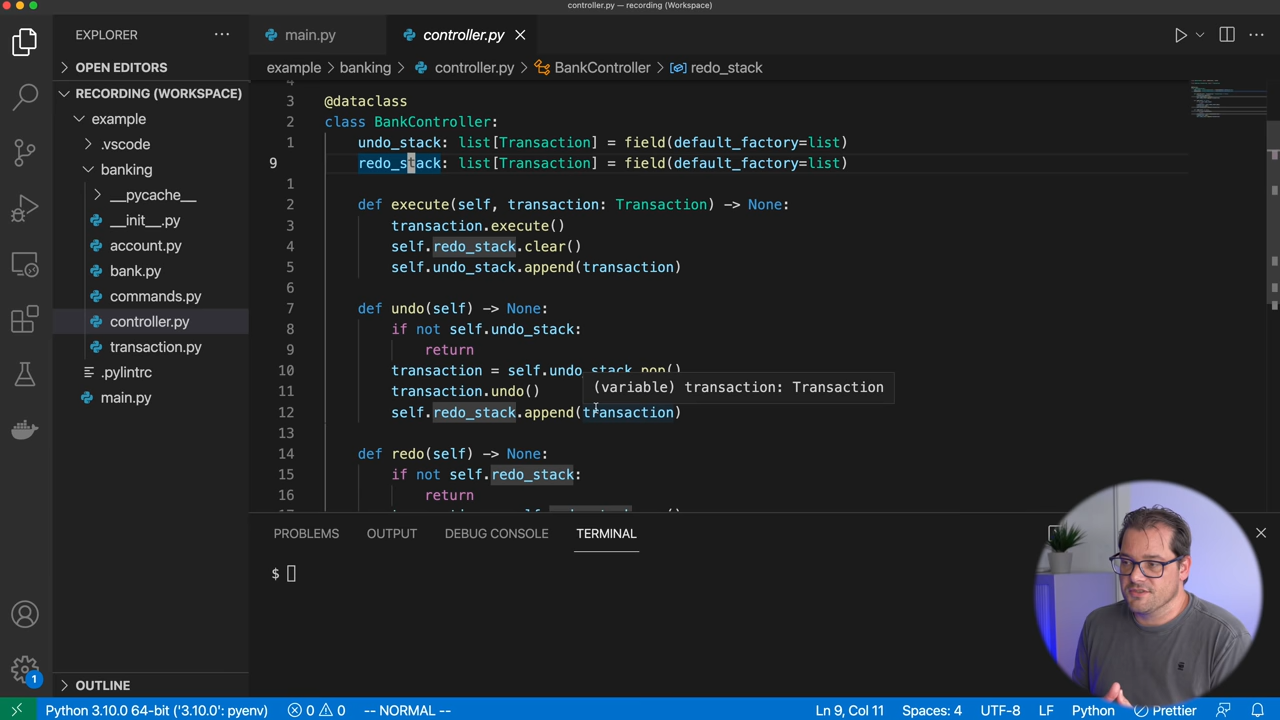 controller.py — recording (Workspace)
EXPLORER
main.py
controller.py
OPEN EDITORS
example > banking > controller.py > BankController > redo_stack
RECORDING (WORKSPACE)
example
.vscode
banking
__pycache__
__init__.py
account.py
bank.py
commands.py
controller.py
transaction.py
.pylintrc
main.py
OUTLINE
4
3 @dataclass
2 class BankController:
1 undo_stack: list[Transaction] = field(default_factory=list)
9 redo_stack: list[Transaction] = field(default_factory=list)
1
2 def execute(self, transaction: Transaction) -> None:
3 transaction.execute()
4 self.redo_stack.clear()
5 self.undo_stack.append(transaction)
6
7 def undo(self) -> None:
8 if not self.undo_stack:
9 return
10 transaction = self.undo_stack.pop()
(variable) transaction: Transaction
11 transaction.undo()
12 self.redo_stack.append(transaction)
13
14 def redo(self) -> None:
15 if not self.redo_stack:
16 return
17
PROBLEMS OUTPUT DEBUG CONSOLE TERMINAL
$
1
Python 3.10.0 64-bit ('3.10.0': pyenv) 0 0 -- NORMAL -- Ln 9, Col 11 Spaces: 4 UTF-8 LF Python Prettier